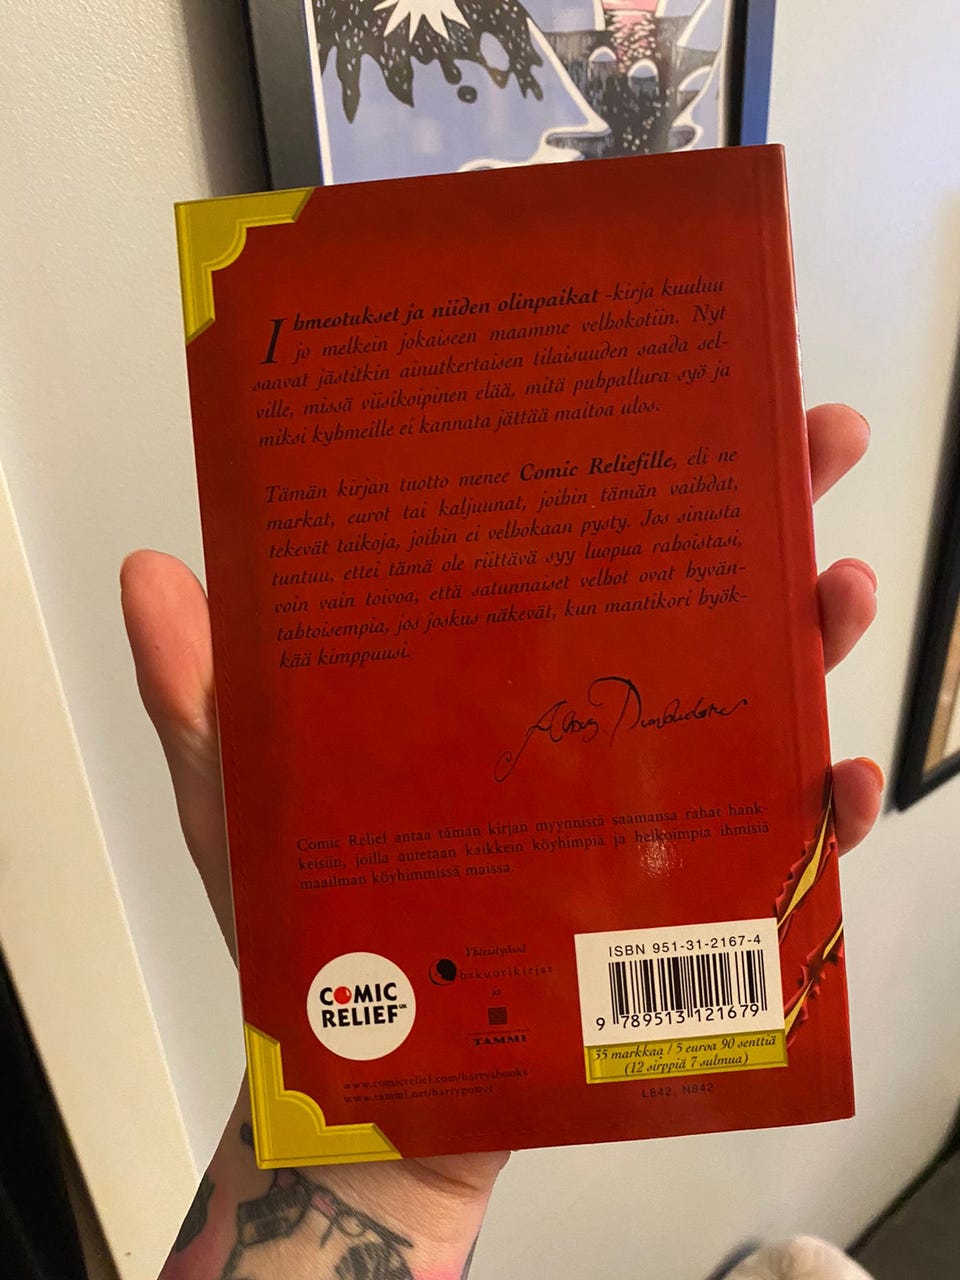 Ihmeotukset ja niiden olinpaikat -kirja kuuluu
jo melkein jokaiseen maamme velhokotiin. Nyt
saavat jästitkin ainutkertaisen tilaisuuden saada sel-
ville, missä viisikoipinen elää, mitä puhpallura syö ja
miksi kyhmeille ei kannata jättää maitoa ulos.
Tämän kirjan tuotto menee Comic Reliefille, eli ne
markat, eurot tai kaljuunat, joihin tämän vaihdat,
tekevät taikoja, joihin ei velhokaan pysty. Jos sinusta
tuntuu, ettei tämä ole riittävä syy luopua rahoistasi,
voin vain toivoa, että satunnaiset velhot ovat hyvän-
tahtoisempia, jos joskus näkevät, kun mantikori hyök-
kää kimppuusi.
Albus Dumbledore
Comic Relief antaa tämän kirjan myynnistä saamansa rahat hank-
keisiin, joilla autetaan kaikkein köyhimpiä ja heikoimpia ihmisiä
maailman köyhimmissä maissa.
COMIC
RELIEF UK
Yhteistyössä
Obskuurikirjat
ja
TAMMI
www.comicrelief.com/harrysbooks
www.tammi.net/harrypotter
ISBN 951-31-2167-4
9 789513 121679
35 markkaa / 5 euroa 90 senttiä
(12 sirppiä 7 sulmua)
L842, N842